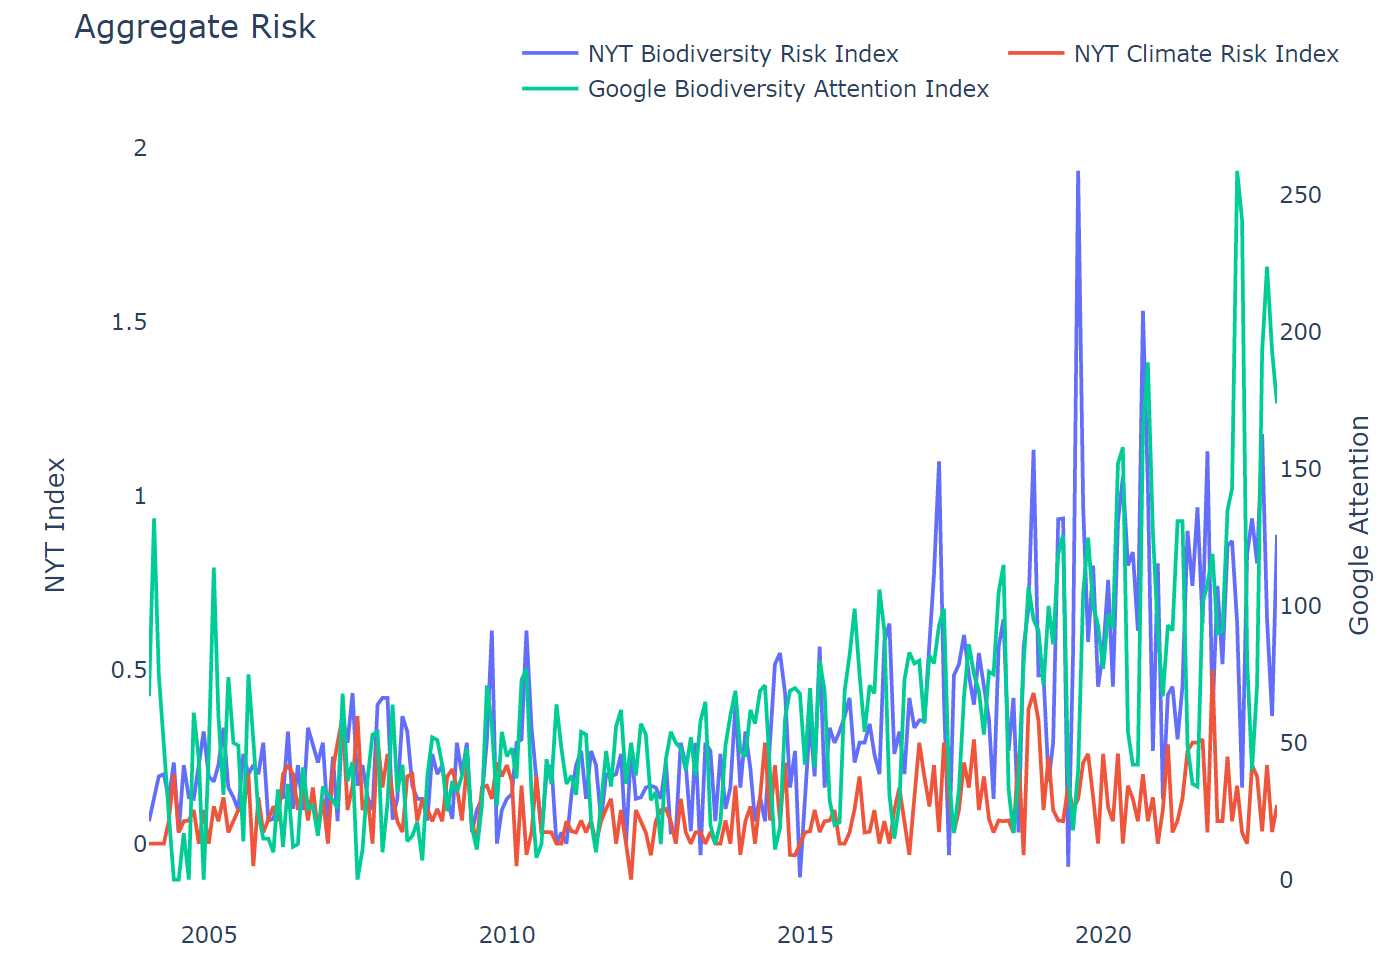 Aggregate Risk
NYT Biodiversity Risk Index
NYT Climate Risk Index
Google Biodiversity Attention Index
2
1.5
1
0.5
0
NYT Index
250
200
150
100
50
0
Google Attention
2005
2010
2015
2020